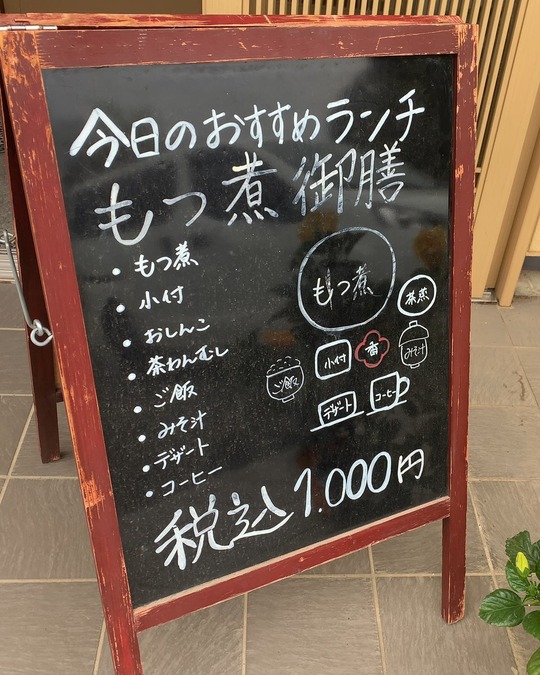 今日のおすすめランチ
もつ煮御膳
・もつ煮
・小付
・おしんこ
・茶わんむし
・ご飯
・みそ汁
・デザート
・コーヒー
もつ煮
茶蒸
小付
香
みそ汁
ご飯
デザート
コーヒー
税込1.000円